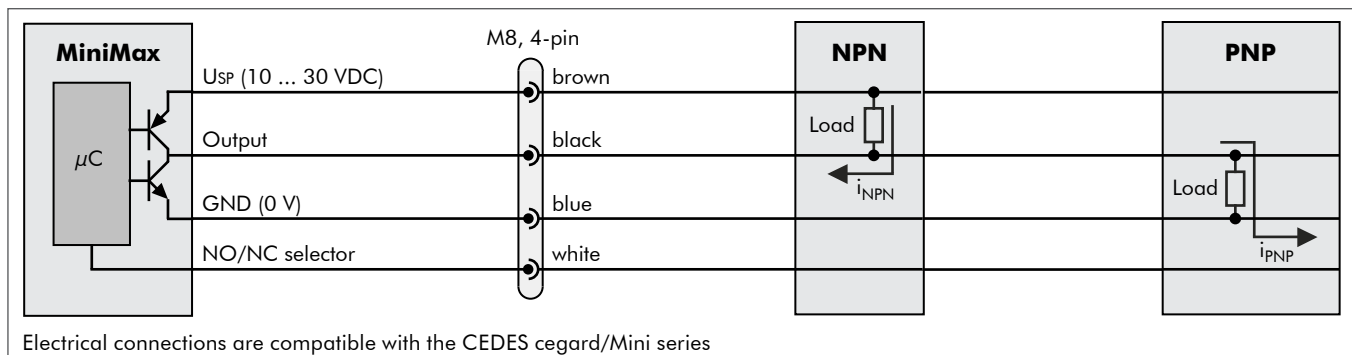 MiniMax
M8, 4-pin
NPN
PNP
USP (10 ... 30 VDC)
brown
Load
µC
Output
black
iNPN
Load
GND (0 V)
blue
iPNP
NO/NC selector
white
Electrical connections are compatible with the CEDES cegard/Mini series